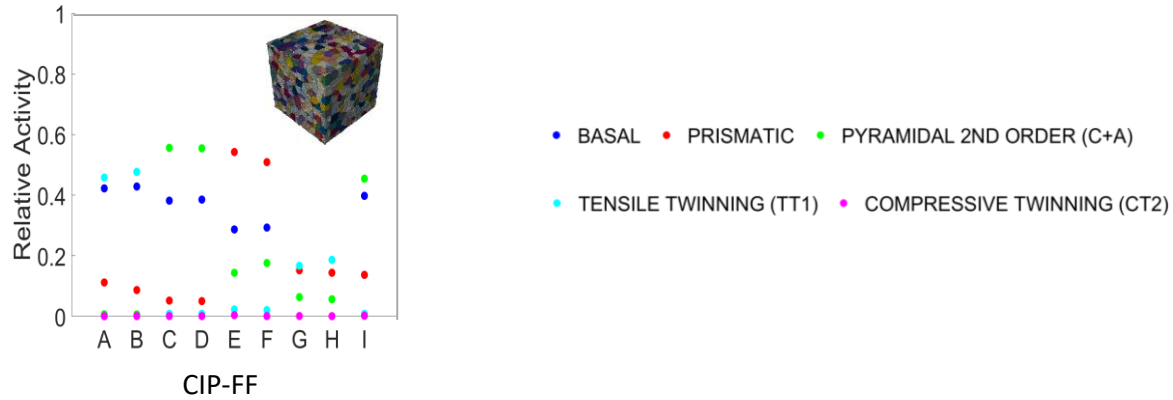 1
0.8
0.6
0.4
0.2
0
Relative Activity
A B C D E F G H I
CIP-FF
BASAL PRISMATIC PYRAMIDAL 2ND ORDER (C+A)
TENSILE TWINNING (TT1) COMPRESSIVE TWINNING (CT2)